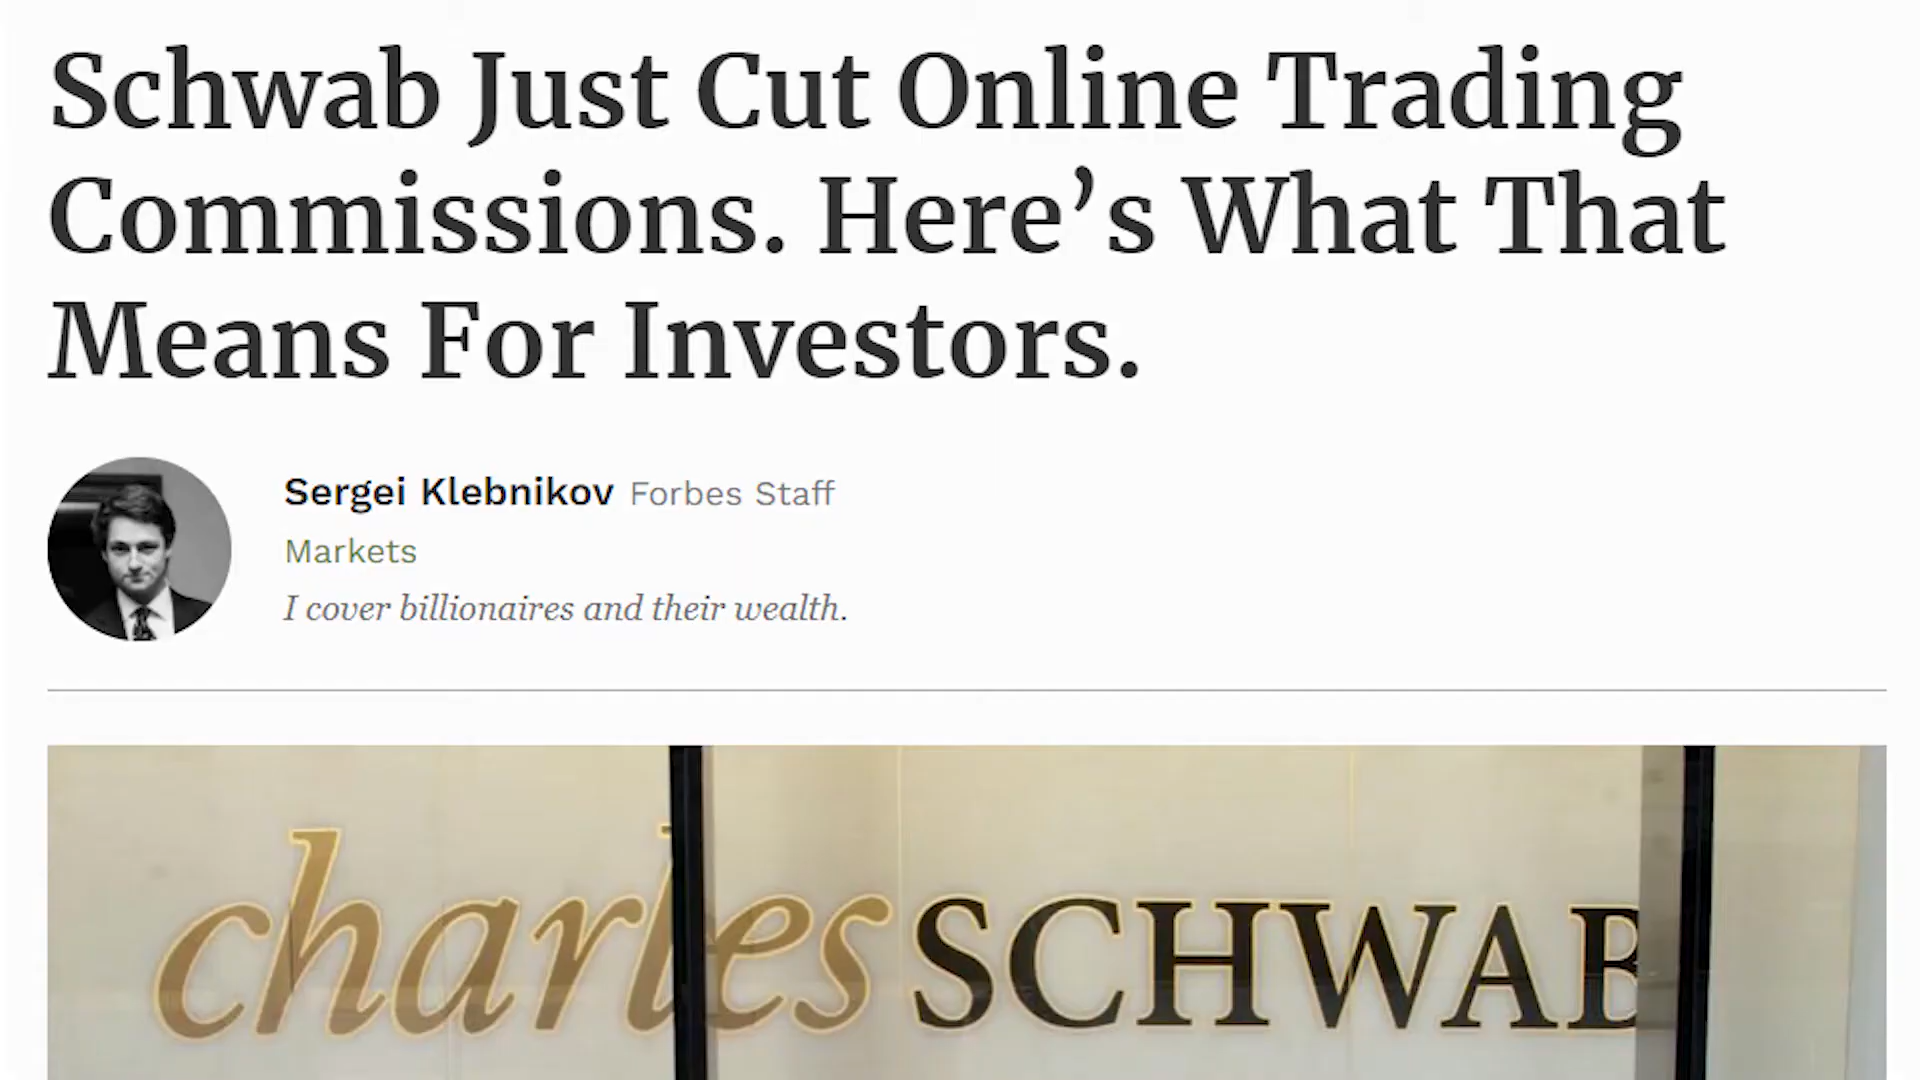 Schwab Just Cut Online Trading
Commissions. Here’s What That
Means For Investors.
Sergei Klebnikov Forbes Staff
Markets
I cover billionaires and their wealth.
charles SCHWAB